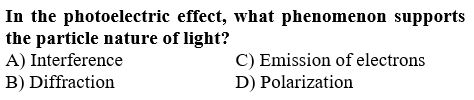 In the photoelectric effect, what phenomenon supports
the particle nature of light?
A) Interference C) Emission of electrons
B) Diffraction D) Polarization